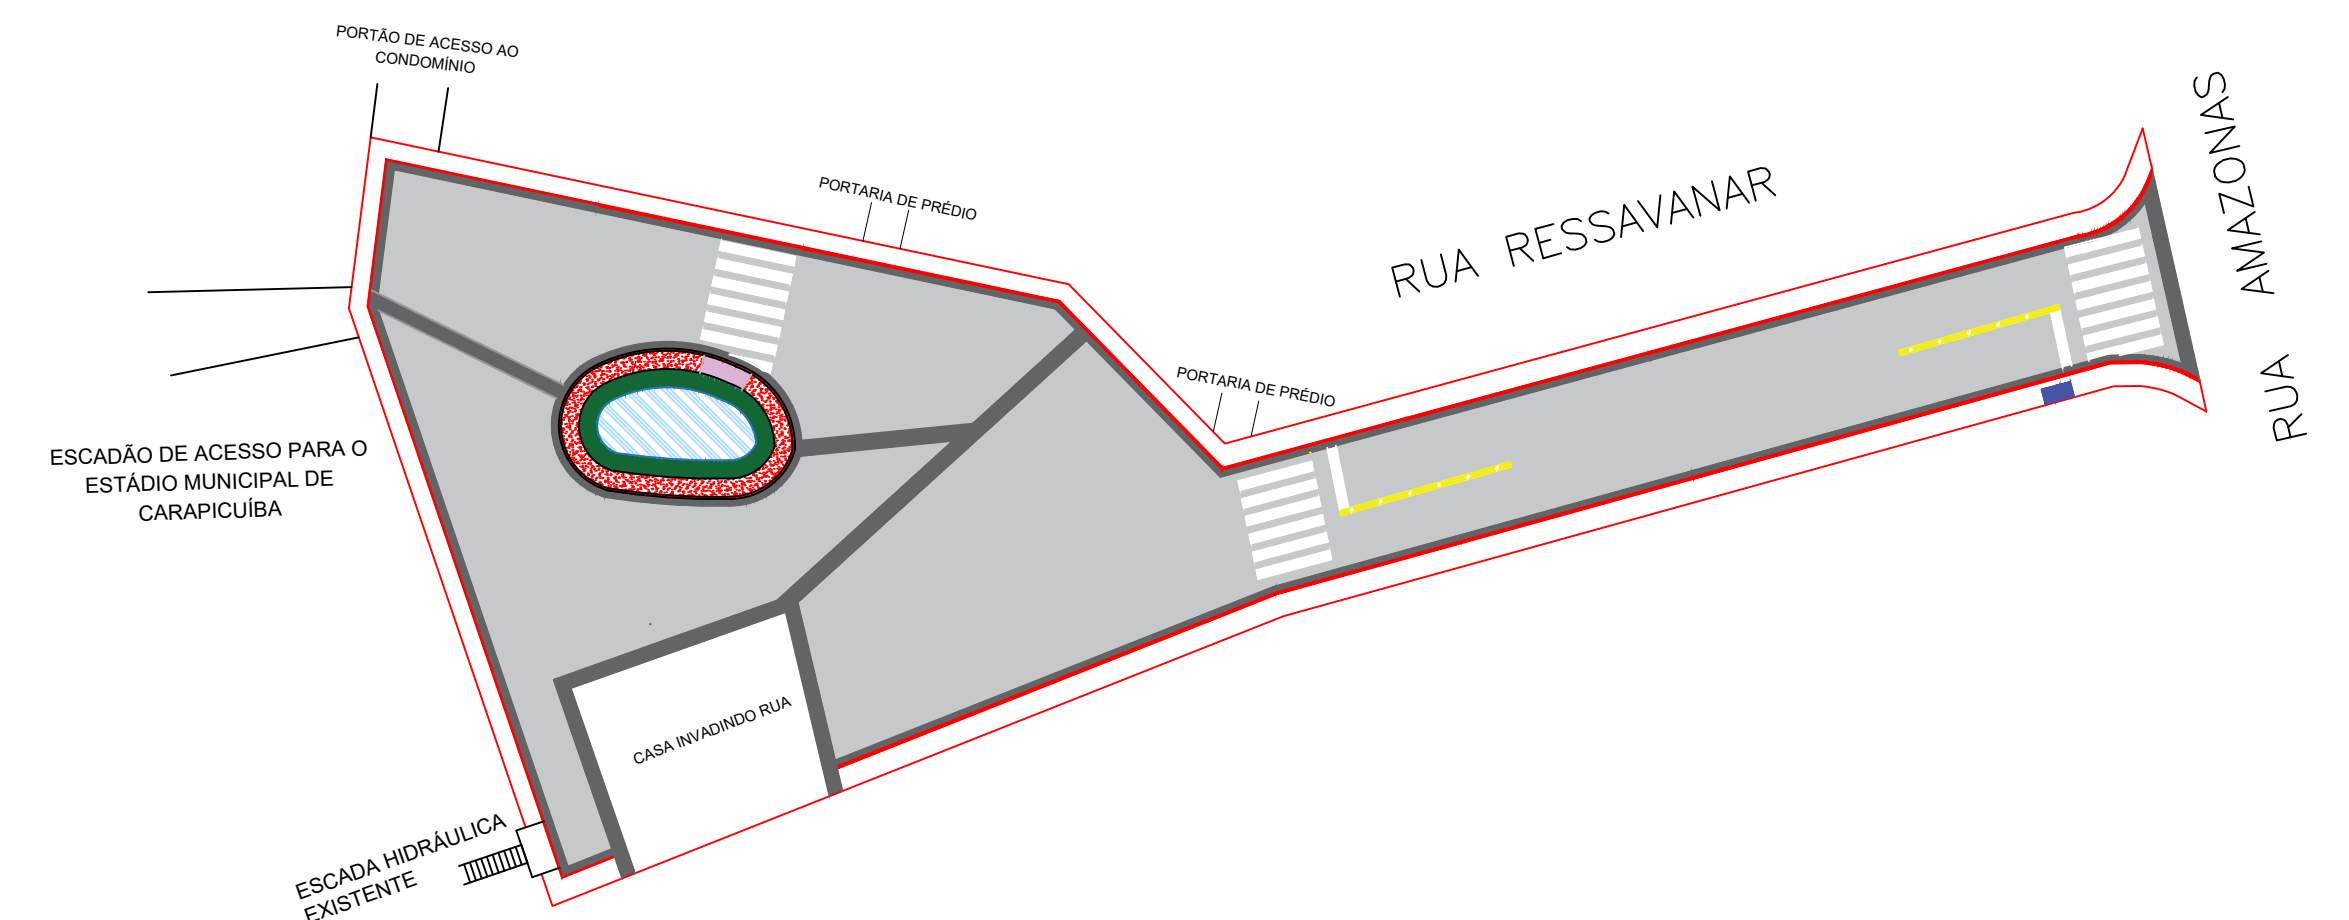 PORTÃO DE ACESSO AO
CONDOMÍNIO
PORTARIA DE PRÉDIO
RUA RESSAVANAR
RUA AMAZONAS
PORTARIA DE PRÉDIO
ESCADÃO DE ACESSO PARA O
ESTÁDIO MUNICIPAL DE
CARAPICUÍBA
CASA INVADINDO RUA
ESCADA HIDRÁULICA
EXISTENTE